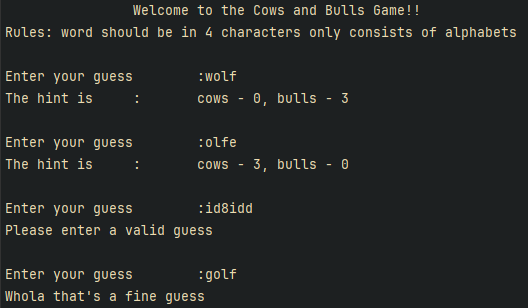 Welcome to the Cows and Bulls Game!!
Rules: word should be in 4 characters only consists of alphabets
Enter your guess :wolf
The hint is : cows - 0, bulls - 3
Enter your guess :olfe
The hint is : cows - 3, bulls - 0
Enter your guess :id8idd
Please enter a valid guess
Enter your guess :golf
Whola that's a fine guess